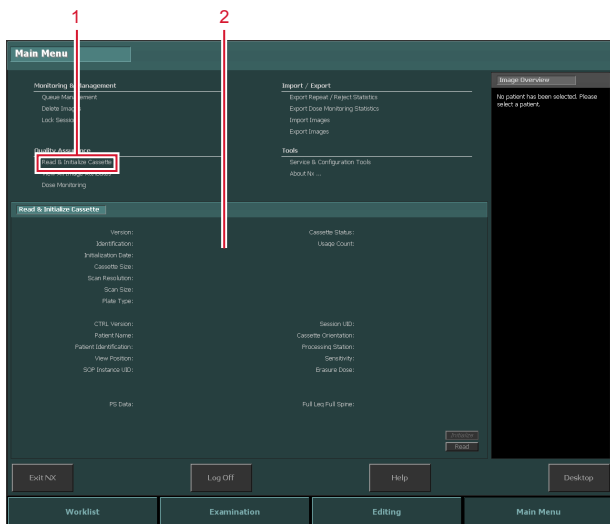 1
2
Main Menu
Monitoring & Management
Queue Management
Delete Images
Lock Session
Quality Assurance
Read & Initialize Cassette
View All Image Attributes
Dose Monitoring
Import / Export
Export Repeat / Reject Statistics
Export Dose Monitoring Statistics
Import Images
Export Images
Tools
Service & Configuration Tools
About Nx ...
Image Overview
No patient has been selected. Please
select a patient.
Read & Initialize Cassette
Version:
Identification:
Initialization Date:
Cassette Size:
Scan Resolution:
Scan Size:
Plate Type:
Cassette Status:
Usage Count:
CTRL Version:
Patient Name:
Patient Identification:
View Position:
SOP Instance UID:
Session UID:
Cassette Orientation:
Processing Station:
Sensitivity:
Erasure Dose:
PS Data:
Full Leg Full Spine:
Initialize
Read
Exit NX
Log Off
Help
Desktop
Worklist
Examination
Editing
Main Menu